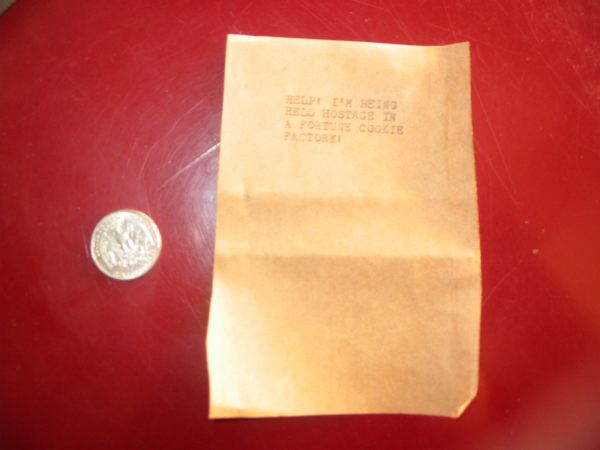 HELP! I'M BEING
HELD HOSTAGE IN
A FORTUNE COOKIE
FACTORY!